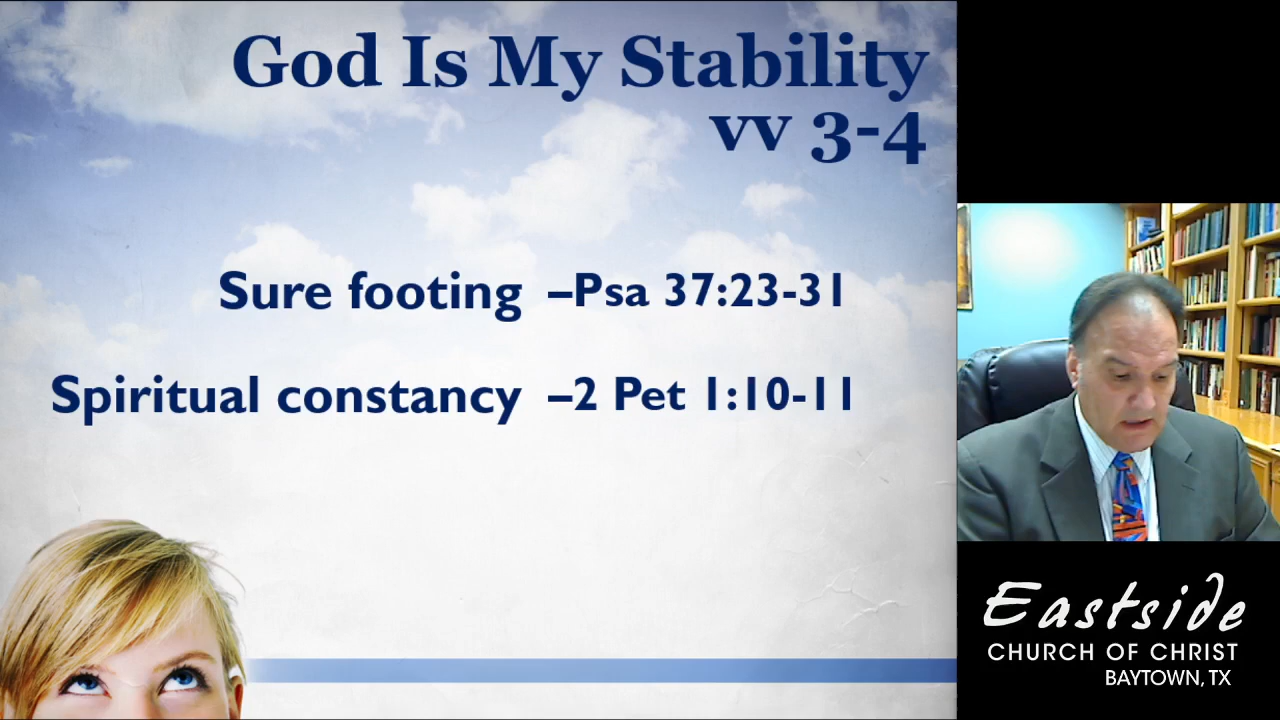 God Is My Stability
vv 3-4
Sure footing –Psa 37:23-31
Spiritual constancy –2 Pet 1:10-11
Eastside
CHURCH OF CHRIST
BAYTOWN, TX